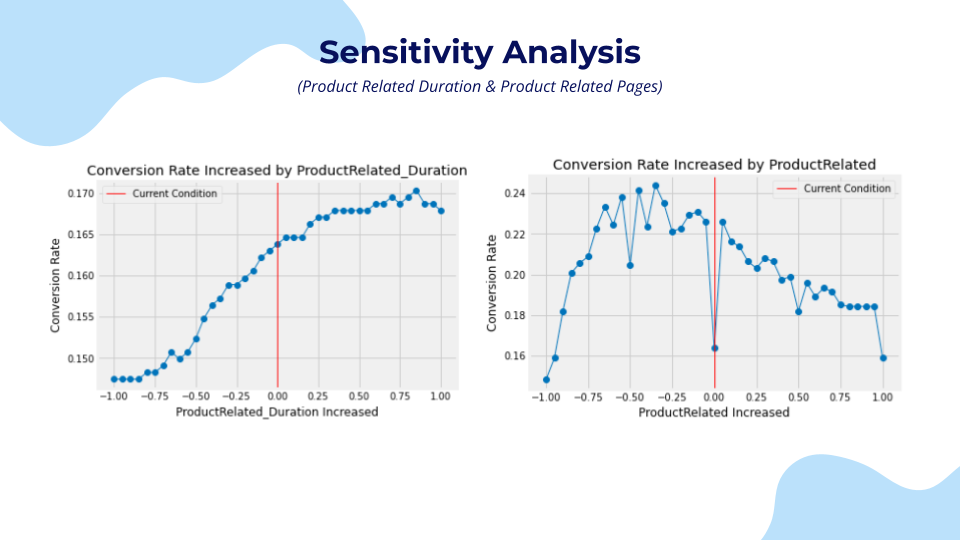 Sensitivity Analysis
(Product Related Duration & Product Related Pages)
Conversion Rate Increased by ProductRelated_Duration
Current Condition
Conversion Rate
0.170
0.165
0.160
0.155
0.150
−1.00 −0.75 −0.50 −0.25 0.00 0.25 0.50 0.75 1.00
ProductRelated_Duration Increased
Conversion Rate Increased by ProductRelated
Current Condition
Conversion Rate
0.24
0.22
0.20
0.18
0.16
−1.00 −0.75 −0.50 −0.25 0.00 0.25 0.50 0.75 1.00
ProductRelated Increased